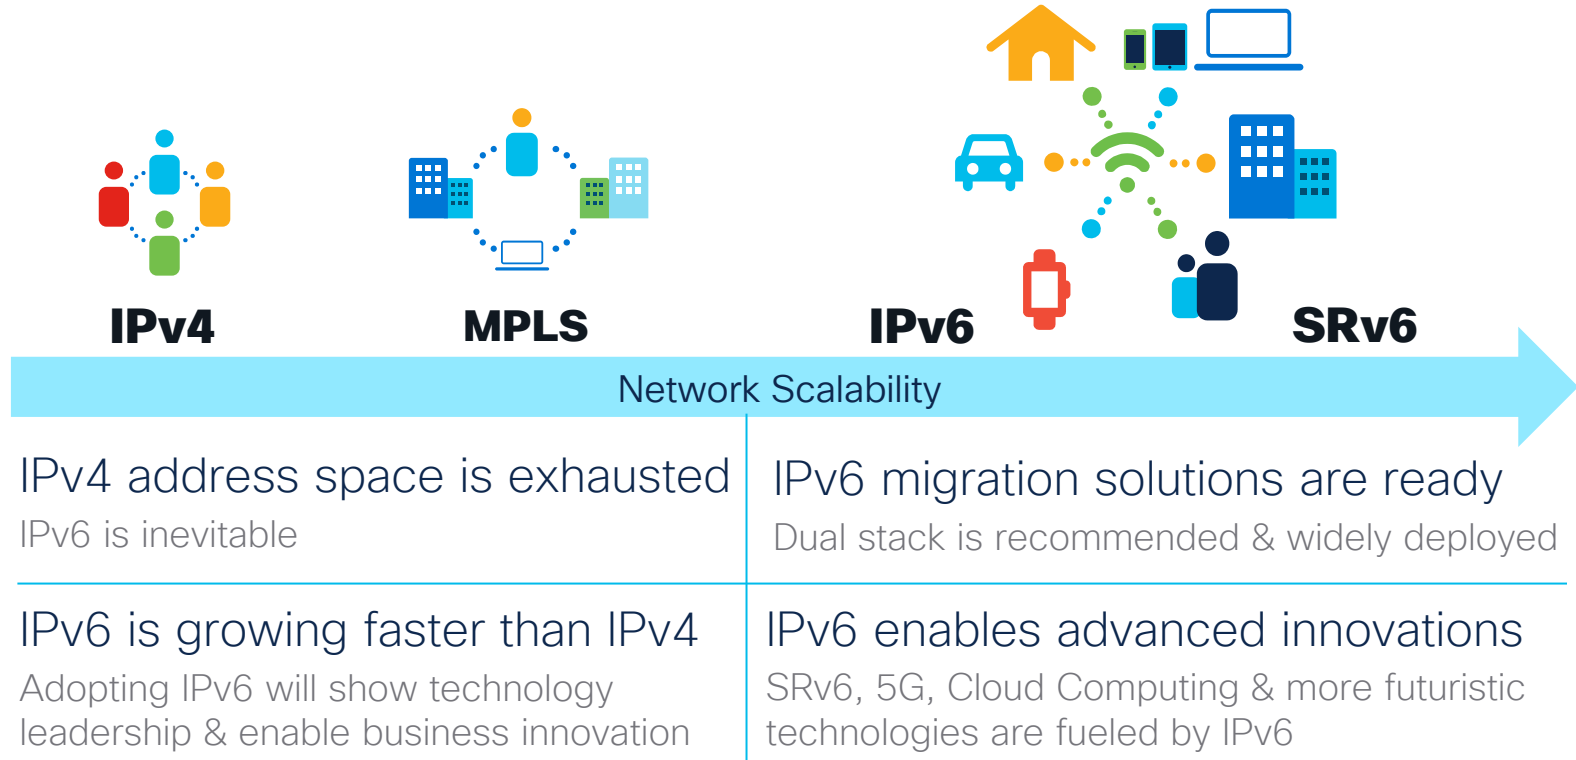 IPv4
MPLS
IPv6
SRv6
Network Scalability
IPv4 address space is exhausted
IPv6 is inevitable
IPv6 migration solutions are ready
Dual stack is recommended & widely deployed
IPv6 is growing faster than IPv4
Adopting IPv6 will show technology
leadership & enable business innovation
IPv6 enables advanced innovations
SRv6, 5G, Cloud Computing & more futuristic
technologies are fueled by IPv6